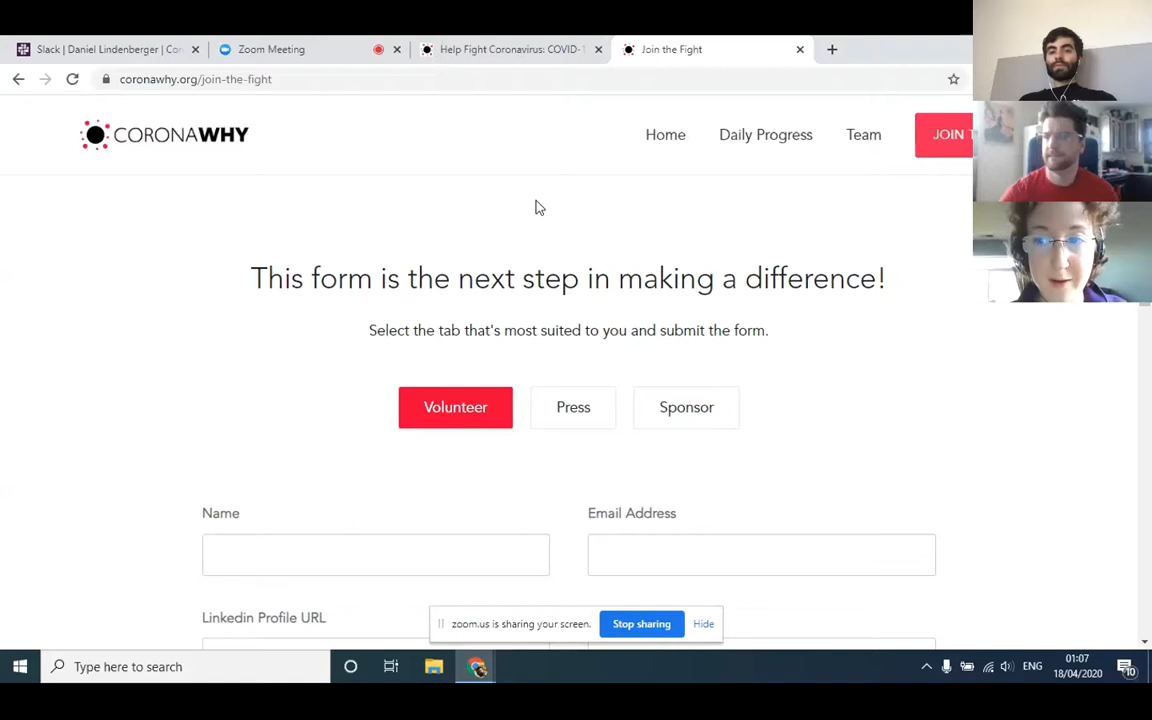 Slack | Daniel Lindenberger | Cor
Zoom Meeting
Help Fight Coronavirus: COVID-1
Join the Fight
coronawhy.org/join-the-fight
CORONAWHY
Home
Daily Progress
Team
JOIN T
This form is the next step in making a difference!
Select the tab that's most suited to you and submit the form.
Volunteer
Press
Sponsor
Name
Email Address
Linkedin Profile URL
zoom.us is sharing your screen.
Stop sharing
Hide
Type here to search
ENG
01:07
18/04/2020
10